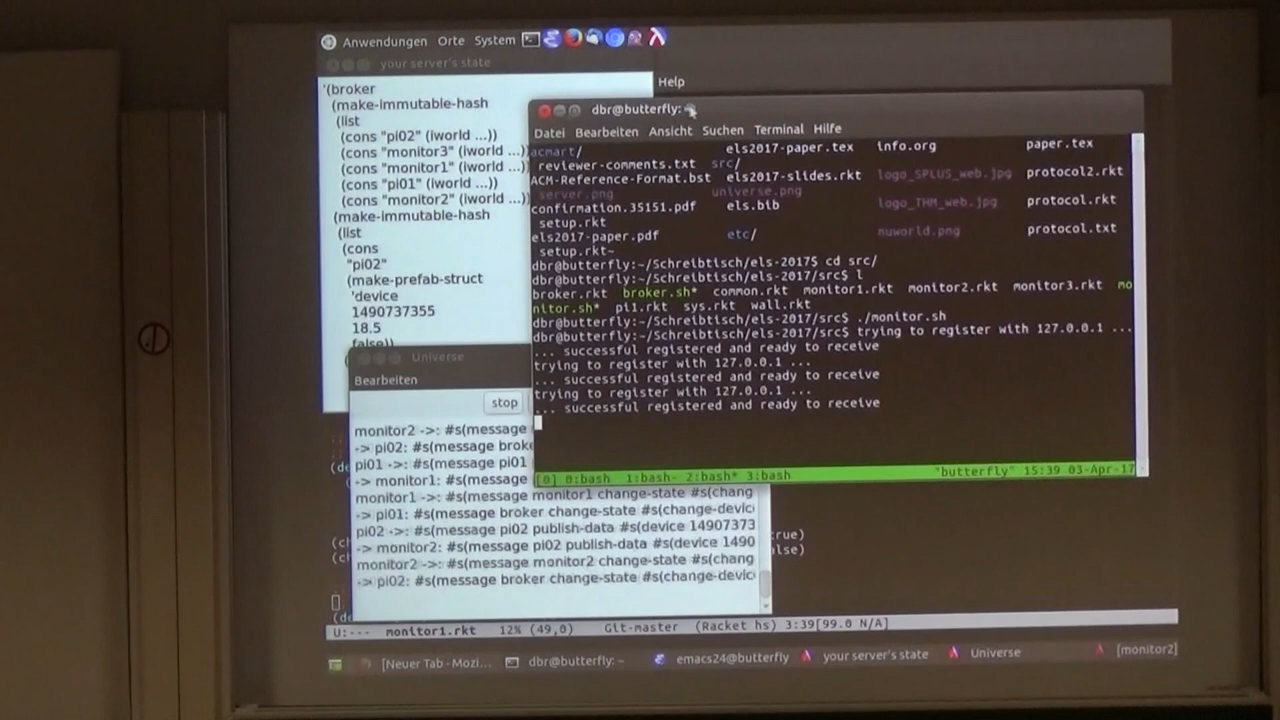 Anwendungen Orte System
your server's state
Help
'(broker
(make-immutable-hash
(list
(cons "pi02" (iworld ...))
(cons "monitor3" (iworld ...))
(cons "monitor1" (iworld ...))
(cons "pi01" (iworld ...))
(cons "monitor2" (iworld ...))
(make-immutable-hash
(list
(cons
"pi02"
(make-prefab-struct
'device
1490737355
18.5
false))
dbr@butterfly: ~
Datei Bearbeiten Ansicht Suchen Terminal Hilfe
acmart/ els2017-paper.tex info.org paper.tex
reviewer-comments.txt src/
ACM-Reference-Format.bst els2017-slides.rkt logo_SPLUS_web.jpg protocol2.rkt
server.png universe.png
confirmation.35151.pdf els.bib logo_THM_web.jpg protocol.rkt
setup.rkt
els2017-paper.pdf etc/ nuworld.png protocol.txt
setup.rkt~
dbr@butterfly:~/Schreibtisch/els-2017$ cd src/
dbr@butterfly:~/Schreibtisch/els-2017/src$ l
broker.rkt broker.sh* common.rkt monitor1.rkt monitor2.rkt monitor3.rkt mo
nitor.sh* pi1.rkt sys.rkt wall.rkt
dbr@butterfly:~/Schreibtisch/els-2017/src$ ./monitor.sh
dbr@butterfly:~/Schreibtisch/els-2017/src$ trying to register with 127.0.0.1 ...
... successful registered and ready to receive
trying to register with 127.0.0.1 ...
... successful registered and ready to receive
trying to register with 127.0.0.1 ...
... successful registered and ready to receive
[0] 0:bash 1:bash- 2:bash* 3:bash "butterfly" 15:39 03-Apr-17
Universe
Bearbeiten
stop
monitor2 ->: #s(message
-> pi02: #s(message broke
pi01 ->: #s(message pi01
-> monitor1: #s(message
monitor1 ->: #s(message monitor1 change-state #s(chang
-> pi01: #s(message broker change-state #s(change-devic
pi02 ->: #s(message pi02 publish-data #s(device 14907373
-> monitor2: #s(message pi02 publish-data #s(device 1490
monitor2 ->: #s(message monitor2 change-state #s(chang
-> pi02: #s(message broker change-state #s(change-devic
(de
(ch true)
(ch alse)
(de
U:--- monitor1.rkt 12% (49,0) Git-master (Racket hs) 3:39[99.0 N/A]
[Neuer Tab - Mozi... dbr@butterfly: ~ emacs24@butterfly your server's state Universe [monitor2]